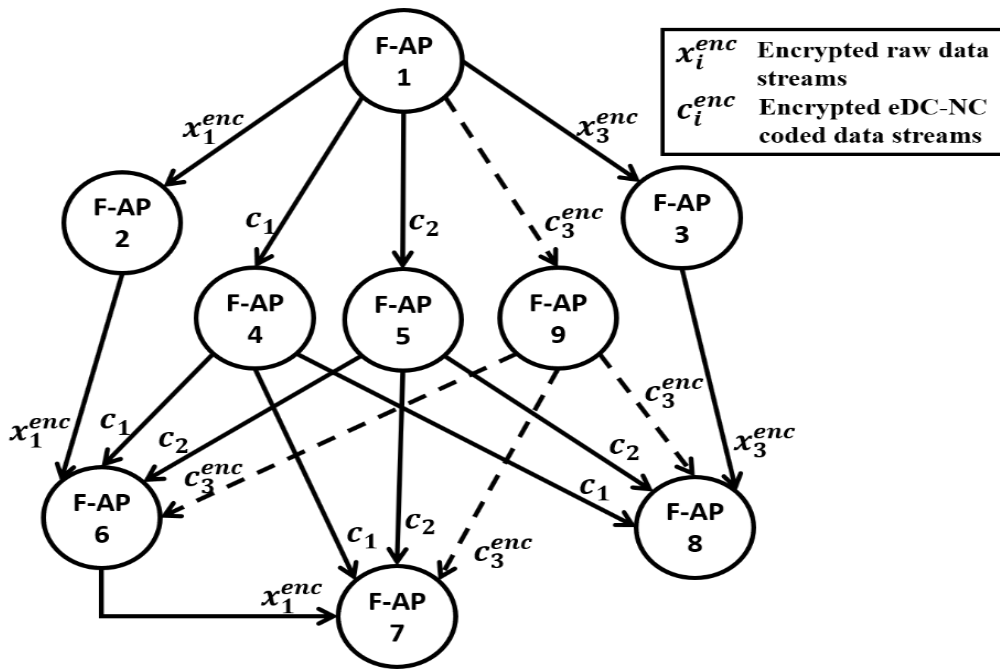 F-AP
1
x_i^{enc} Encrypted raw data
streams
c_i^{enc} Encrypted eDC-NC
coded data streams
x_1^{enc}
x_3^{enc}
F-AP
2
F-AP
3
c_1
c_2
c_3^{enc}
F-AP
4
F-AP
5
F-AP
9
x_1^{enc}
c_1
c_2
c_3^{enc}
c_3^{enc}
c_2
x_3^{enc}
c_1
F-AP
6
F-AP
8
c_1
c_2
c_3^{enc}
x_1^{enc}
F-AP
7